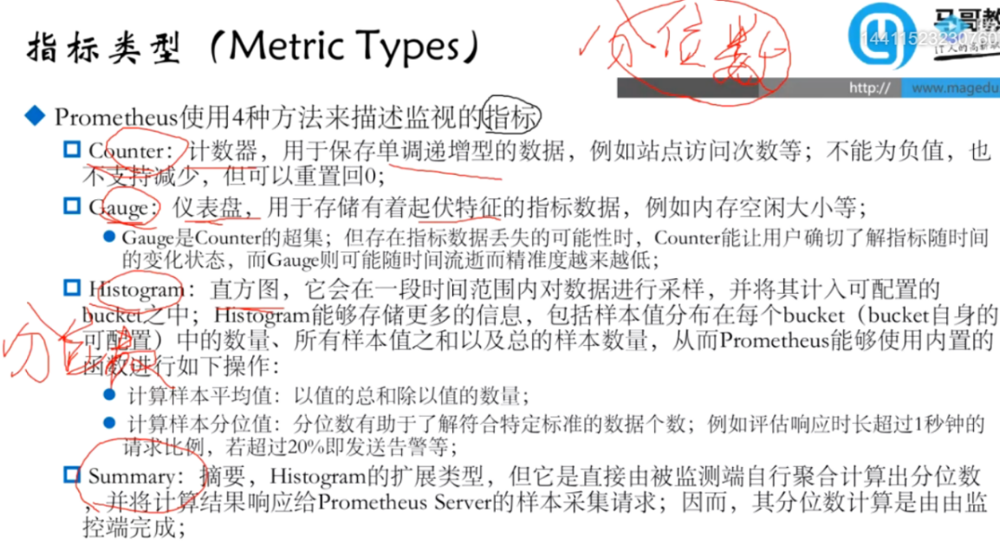 指标类型（Metric Types）
分位数
马哥教
14411523230760
的高薪职
http://
www.magedu
Prometheus使用4种方法来描述监视的指标
Counter：计数器，用于保存单调递增型的数据，例如站点访问次数等；不能为负值，也
不支持减少，但可以重置回0；
Gauge：仪表盘，用于存储有着起伏特征的指标数据，例如内存空闲大小等；
Gauge是Counter的超集；但存在指标数据丢失的可能性时，Counter能让用户确切了解指标随时间
的变化状态，而Gauge则可能随时间流逝而精准度越来越低；
Histogram：直方图，它会在一段时间范围内对数据进行采样，并将其计入可配置的
bucket之中；Histogram能够存储更多的信息，包括样本值分布在每个bucket（bucket自身的
可配置）中的数量、所有样本值之和以及总的样本数量，从而Prometheus能够使用内置的
函数进行如下操作：
分位数
计算样本平均值：以值的总和除以值的数量；
计算样本分位值：分位数有助于了解符合特定标准的数据个数；例如评估响应时长超过1秒钟的
请求比例，若超过20%即发送告警等；
Summary：摘要，Histogram的扩展类型，但它是直接由被监测端自行聚合计算出分位数
，并将计算结果响应给Prometheus Server的样本采集请求；因而，其分位数计算是由由监
控端完成；